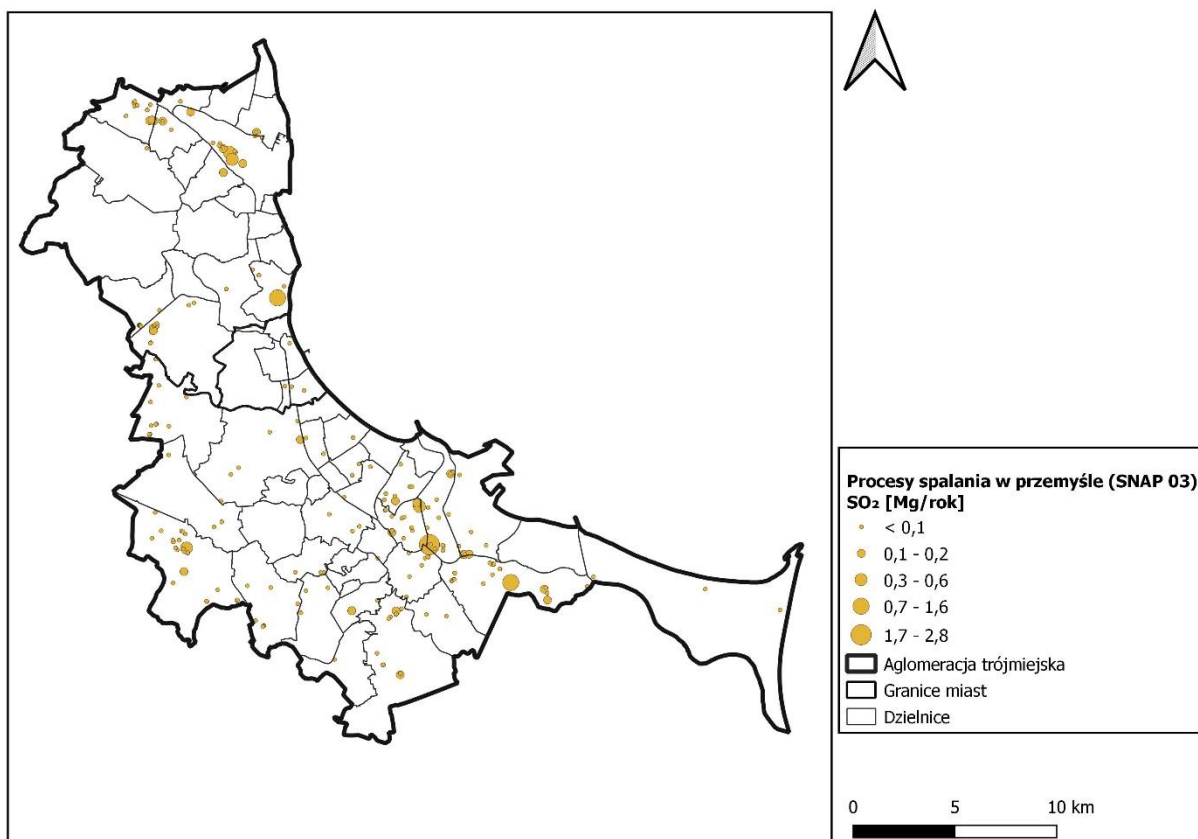 Procesy spalania w przemyśle (SNAP 03)
SO₂ [Mg/rok]
< 0,1
0,1 - 0,2
0,3 - 0,6
0,7 - 1,6
1,7 - 2,8
Aglomeracja trójmiejska
Granice miast
Dzielnice
0 5 10 km